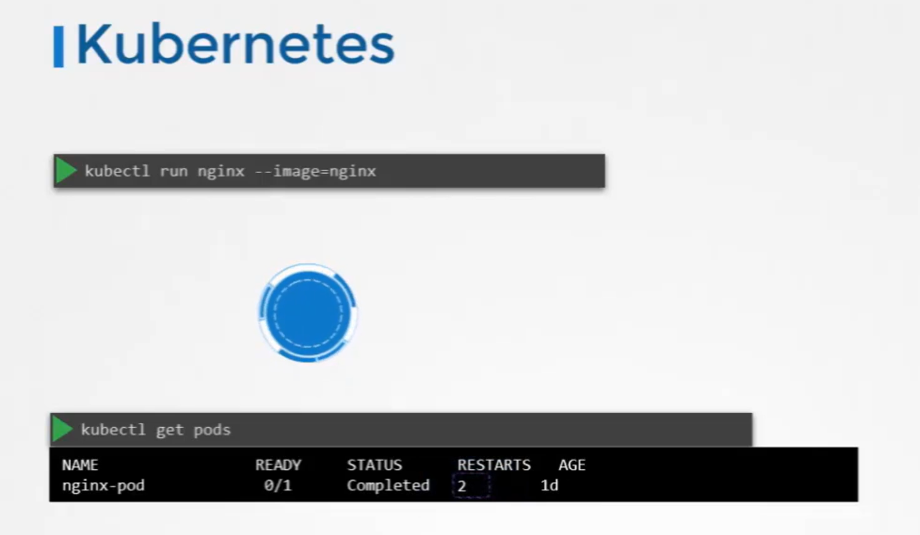 Kubernetes
kubectl run nginx --image=nginx
kubectl get pods
NAME READY STATUS RESTARTS AGE
nginx-pod 0/1 Completed 2 1d